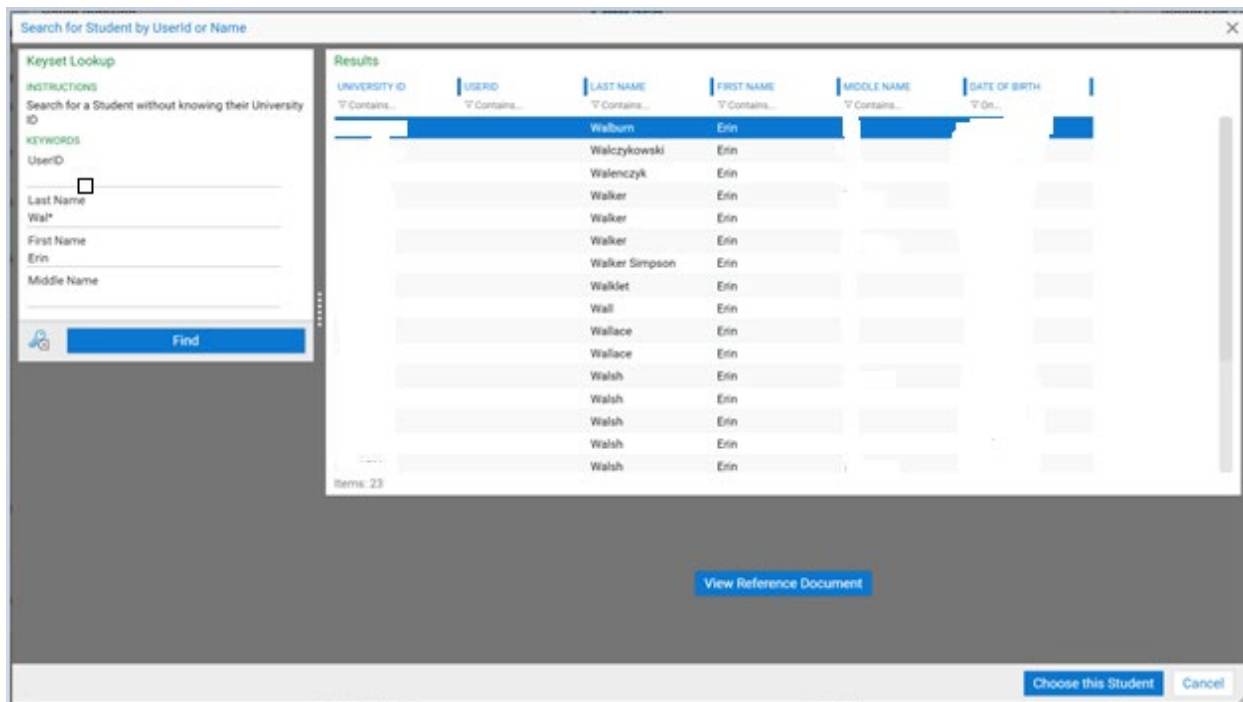 Search for Student by UserId or Name
Keyset Lookup
INSTRUCTIONS
Search for a Student without knowing their University
ID
KEYWORDS
UserID
Last Name
Wal*
First Name
Erin
Middle Name
Find
Results
UNIVERSITY ID USERID LAST NAME FIRST NAME MIDDLE NAME DATE OF BIRTH
Contains... Contains... Contains... Contains... Contains... On...
Walburn Erin
Walczykowski Erin
Walenczyk Erin
Walker Erin
Walker Erin
Walker Erin
Walker Simpson Erin
Walklet Erin
Wall Erin
Wallace Erin
Wallace Erin
Walsh Erin
Walsh Erin
Walsh Erin
Walsh Erin
Walsh Erin
Items: 23
View Reference Document
Choose this Student Cancel